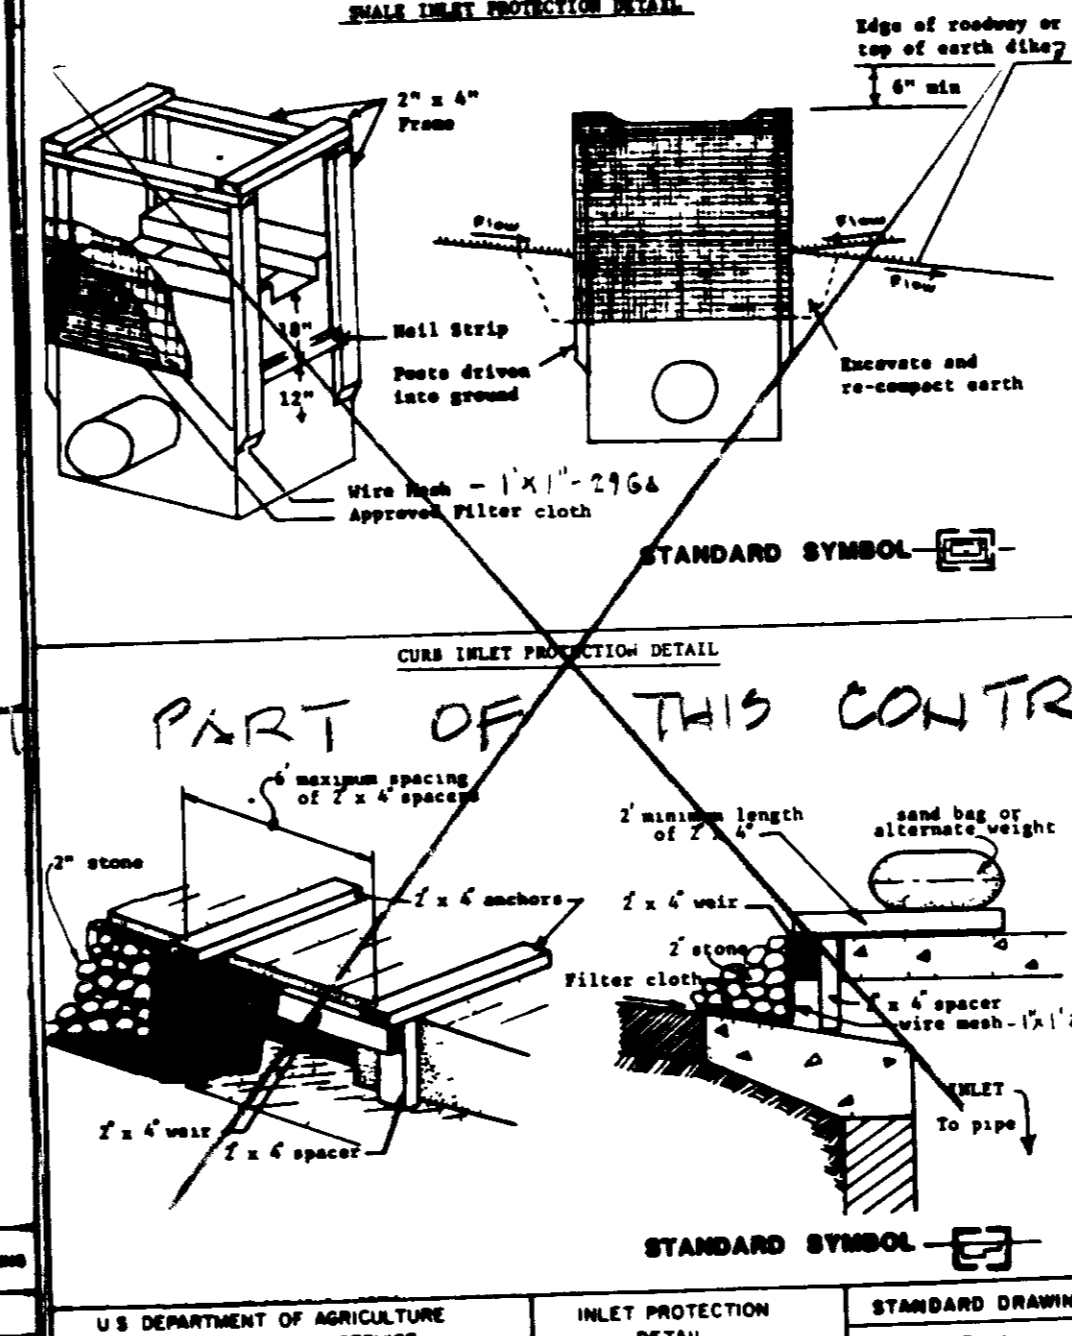 SWALE INLET PROTECTION DETAIL
Edge of roadway or
top of earth dike
6" min
2" x 4"
Frame
Flow
Flow
Flow
18"
Nail Strip
12"
Posts driven
into ground
Excavate and
re-compact earth
Wire Mesh - 1"X1"-29Ga
Approved Filter cloth
STANDARD SYMBOL
CURB INLET PROTECTION DETAIL
PART OF THIS CONTR
6' maximum spacing
of 2" x 4" spacers
2' minimum length
of 2" x 4"
sand bag or
alternate weight
2" stone
2" x 4" anchors
2" x 4" weir
2" stone
Filter cloth
2" x 4" spacer
wire mesh - 1"x1"
2" x 4" weir
2" x 4" spacer
INLET
To pipe
STANDARD SYMBOL
U S DEPARTMENT OF AGRICULTURE
INLET PROTECTION
DETAIL
STANDARD DRAWIN